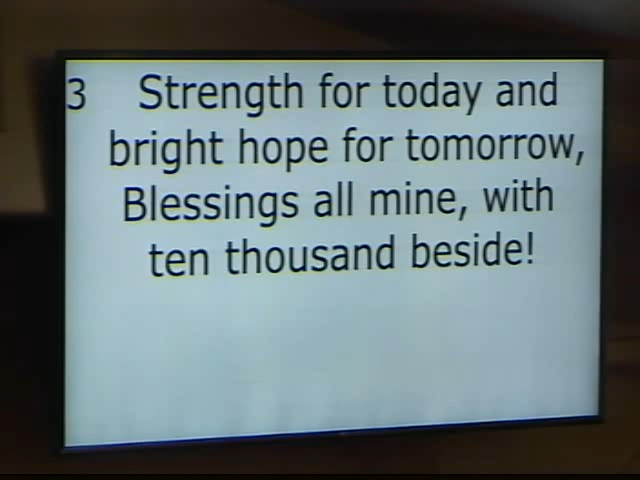 3 Strength for today and
bright hope for tomorrow,
Blessings all mine, with
ten thousand beside!